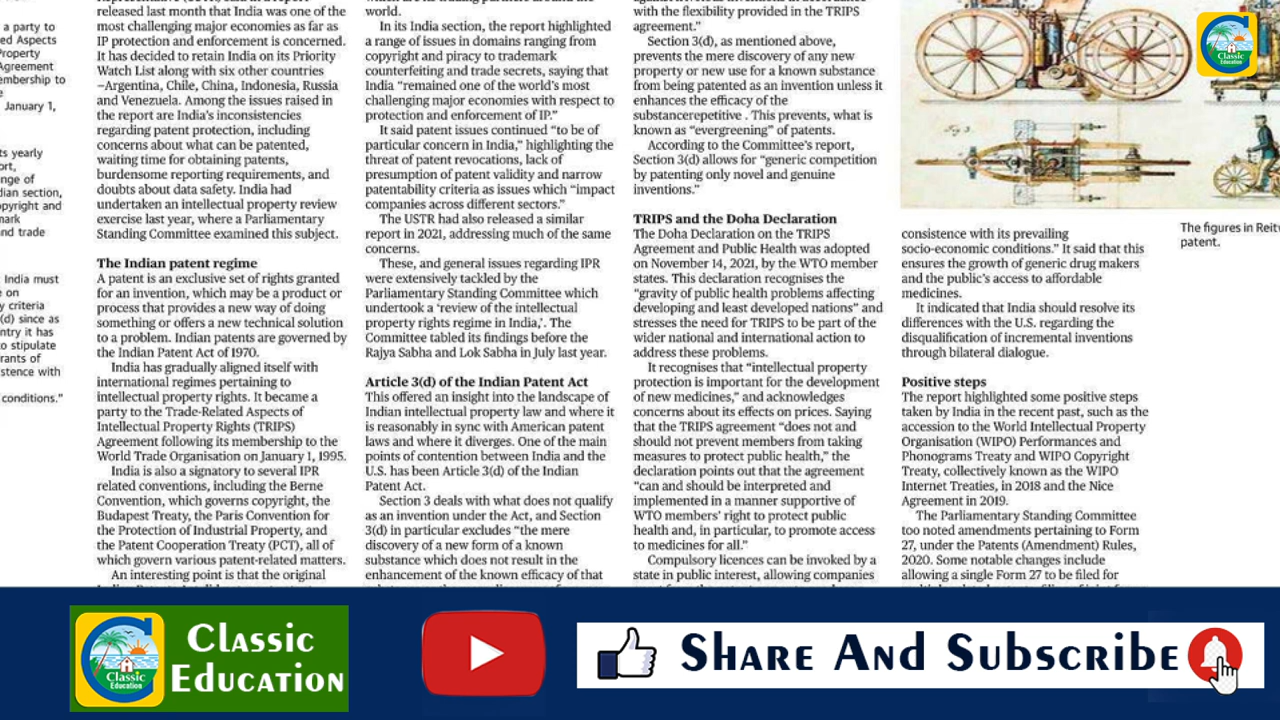 a party to
ed Aspects
Property
Agreement
embership to
e
January 1,
ts yearly
ort,
nge of
dian section,
opyright and
mark
and trade
India must
e on
y criteria
(d) since as
ntry it has
to stipulate
rants of
stence with
conditions."
released last month that India was one of the
most challenging major economies as far as
IP protection and enforcement is concerned.
It has decided to retain India on its Priority
Watch List along with six other countries
–Argentina, Chile, China, Indonesia, Russia
and Venezuela. Among the issues raised in
the report are India's inconsistencies
regarding patent protection, including
concerns about what can be patented,
waiting time for obtaining patents,
burdensome reporting requirements, and
doubts about data safety. India had
undertaken an intellectual property review
exercise last year, where a Parliamentary
Standing Committee examined this subject.
The Indian patent regime
A patent is an exclusive set of rights granted
for an invention, which may be a product or
process that provides a new way of doing
something or offers a new technical solution
to a problem. Indian patents are governed by
the Indian Patent Act of 1970.
India has gradually aligned itself with
international regimes pertaining to
intellectual property rights. It became a
party to the Trade-Related Aspects of
Intellectual Property Rights (TRIPS)
Agreement following its membership to the
World Trade Organisation on January 1, 1995.
India is also a signatory to several IPR
related conventions, including the Berne
Convention, which governs copyright, the
Budapest Treaty, the Paris Convention for
the Protection of Industrial Property, and
the Patent Cooperation Treaty (PCT), all of
which govern various patent-related matters.
An interesting point is that the original
world.
In its India section, the report highlighted
a range of issues in domains ranging from
copyright and piracy to trademark
counterfeiting and trade secrets, saying that
India "remained one of the world's most
challenging major economies with respect to
protection and enforcement of IP."
It said patent issues continued "to be of
particular concern in India," highlighting the
threat of patent revocations, lack of
presumption of patent validity and narrow
patentability criteria as issues which "impact
companies across different sectors."
The USTR had also released a similar
report in 2021, addressing much of the same
concerns.
These, and general issues regarding IPR
were extensively tackled by the
Parliamentary Standing Committee which
undertook a 'review of the intellectual
property rights regime in India,'. The
Committee tabled its findings before the
Rajya Sabha and Lok Sabha in July last year.
Article 3(d) of the Indian Patent Act
This offered an insight into the landscape of
Indian intellectual property law and where it
is reasonably in sync with American patent
laws and where it diverges. One of the main
points of contention between India and the
U.S. has been Article 3(d) of the Indian
Patent Act.
Section 3 deals with what does not qualify
as an invention under the Act, and Section
3(d) in particular excludes "the mere
discovery of a new form of a known
substance which does not result in the
enhancement of the known efficacy of that
with the flexibility provided in the TRIPS
agreement."
Section 3(d), as mentioned above,
prevents the mere discovery of any new
property or new use for a known substance
from being patented as an invention unless it
enhances the efficacy of the
substancerepetitive . This prevents, what is
known as "evergreening" of patents.
According to the Committee's report,
Section 3(d) allows for "generic competition
by patenting only novel and genuine
inventions."
TRIPS and the Doha Declaration
The Doha Declaration on the TRIPS
Agreement and Public Health was adopted
on November 14, 2021, by the WTO member
states. This declaration recognises the
"gravity of public health problems affecting
developing and least developed nations" and
stresses the need for TRIPS to be part of the
wider national and international action to
address these problems.
It recognises that "intellectual property
protection is important for the development
of new medicines," and acknowledges
concerns about its effects on prices. Saying
that the TRIPS agreement "does not and
should not prevent members from taking
measures to protect public health," the
declaration points out that the agreement
"can and should be interpreted and
implemented in a manner supportive of
WTO members' right to protect public
health and, in particular, to promote access
to medicines for all."
Compulsory licences can be invoked by a
state in public interest, allowing companies
consistence with its prevailing
socio-economic conditions." It said that this
ensures the growth of generic drug makers
and the public's access to affordable
medicines.
It indicated that India should resolve its
differences with the U.S. regarding the
disqualification of incremental inventions
through bilateral dialogue.
Positive steps
The report highlighted some positive steps
taken by India in the recent past, such as the
accession to the World Intellectual Property
Organisation (WIPO) Performances and
Phonograms Treaty and WIPO Copyright
Treaty, collectively known as the WIPO
Internet Treaties, in 2018 and the Nice
Agreement in 2019.
The Parliamentary Standing Committee
too noted amendments pertaining to Form
27, under the Patents (Amendment) Rules,
2020. Some notable changes include
allowing a single Form 27 to be filed for
The figures in Reitw
patent.
Classic
Education
Classic
Education
Classic
Education
Share And Subscribe